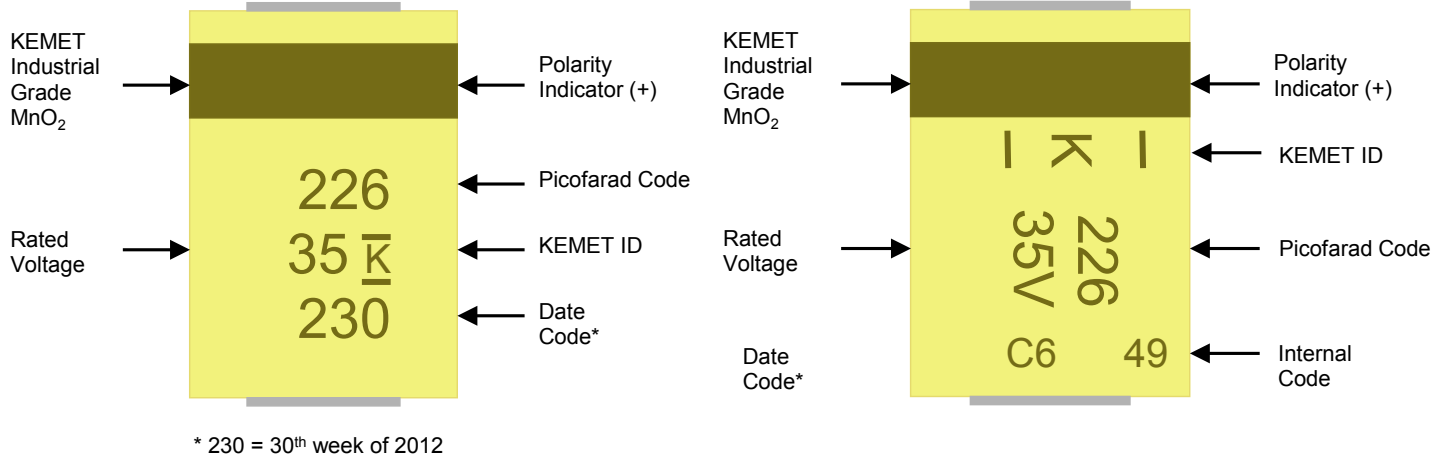 KEMET
Industrial
Grade
MnO₂
Polarity
Indicator (+)
226
Picofarad Code
Rated
Voltage
35 K
KEMET ID
230
Date
Code*
* 230 = 30th week of 2012
KEMET
Industrial
Grade
MnO₂
Polarity
Indicator (+)
K
KEMET ID
Rated
Voltage
226
35V
Picofarad Code
Date
Code*
C6 49
Internal
Code